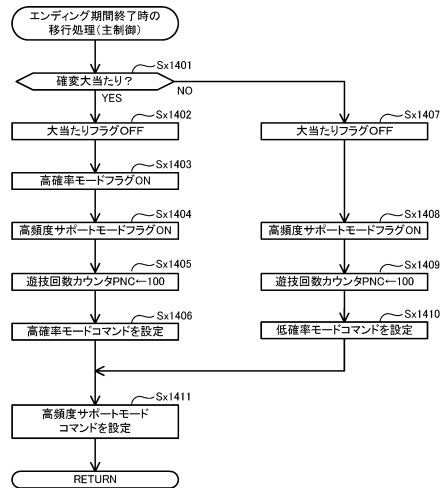 エンディング期間終了時の
移行処理(主制御)
Sx1401
確変大当たり？
YES
NO
Sx1402
大当たりフラグOFF
Sx1403
高確率モードフラグON
Sx1404
高頻度サポートモードフラグON
Sx1405
遊技回数カウンタPNC←100
Sx1406
高確率モードコマンドを設定
Sx1407
大当たりフラグOFF
Sx1408
高頻度サポートモードフラグON
Sx1409
遊技回数カウンタPNC←100
Sx1410
低確率モードコマンドを設定
Sx1411
高頻度サポートモード
コマンドを設定
RETURN